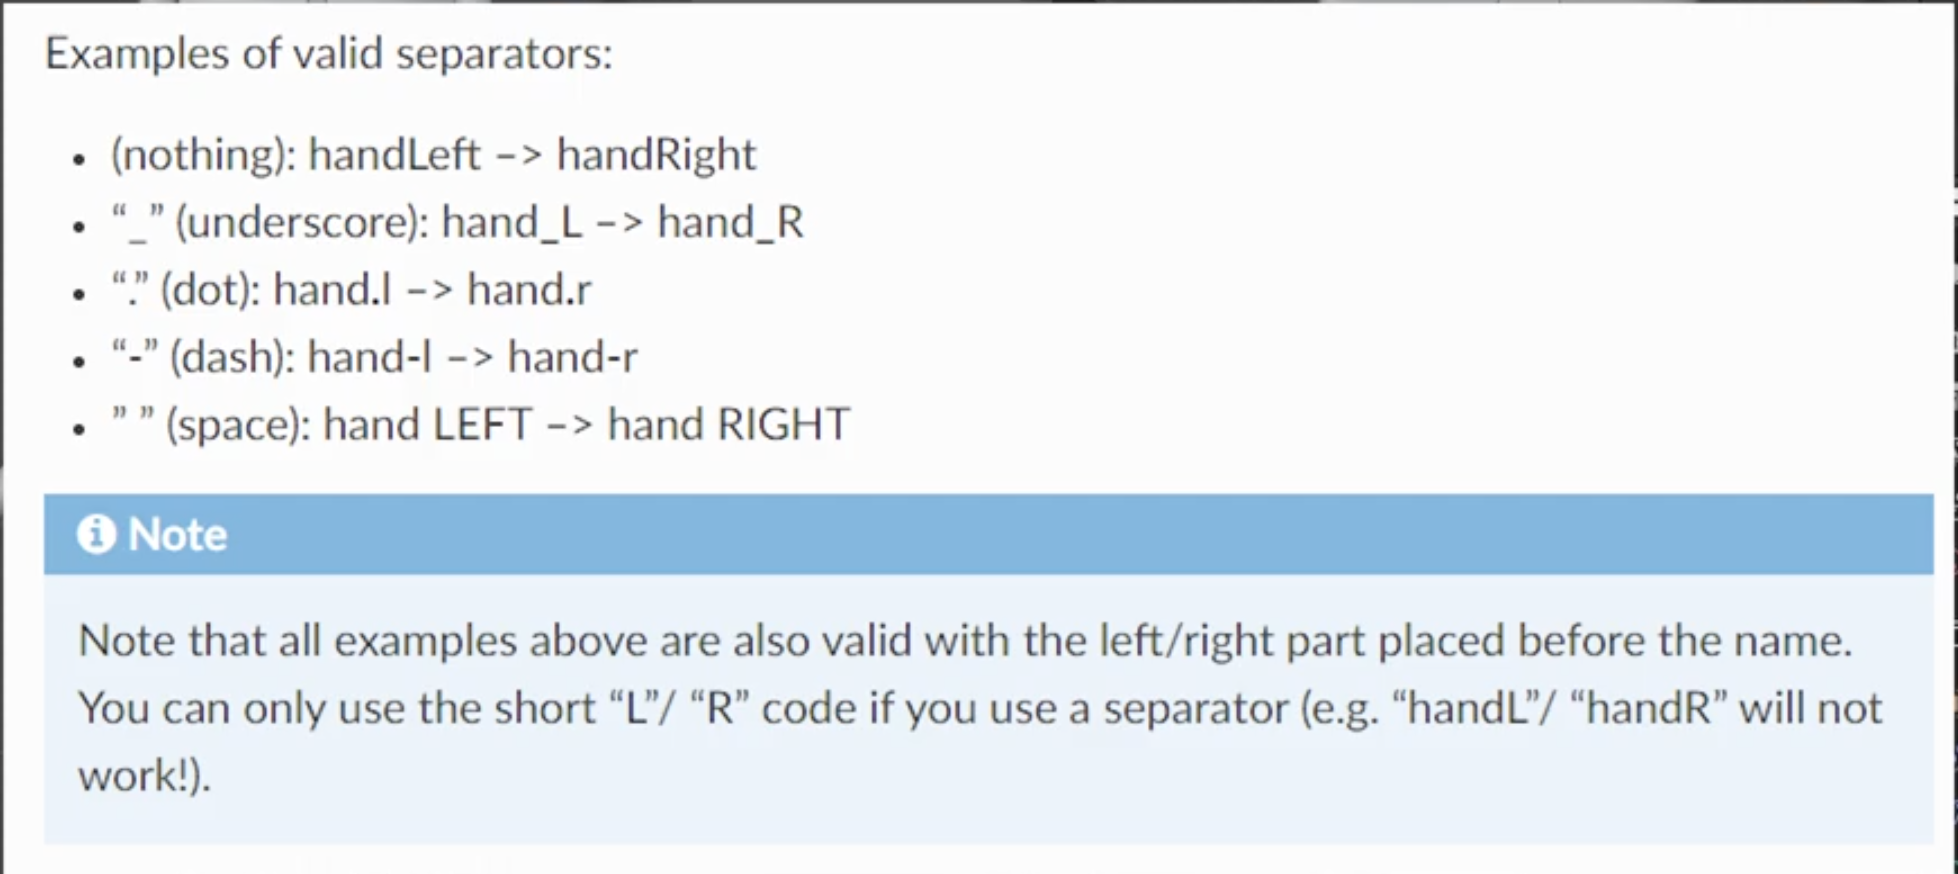 Examples of valid separators:
• (nothing): handLeft –> handRight
• “_” (underscore): hand_L –> hand_R
• “.” (dot): hand.l –> hand.r
• “-” (dash): hand-l –> hand-r
• ” ” (space): hand LEFT –> hand RIGHT
Note
Note that all examples above are also valid with the left/right part placed before the name.
You can only use the short “L”/ “R” code if you use a separator (e.g. “handL”/ “handR” will not
work!).